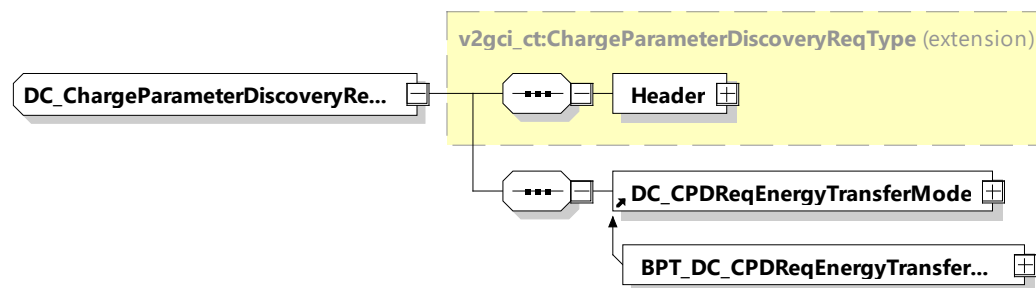 v2gci_ct:ChargeParameterDiscoveryReqType (extension)
DC_ChargeParameterDiscoveryRe...
Header
DC_CPDReqEnergyTransferMode
BPT_DC_CPDReqEnergyTransfer...